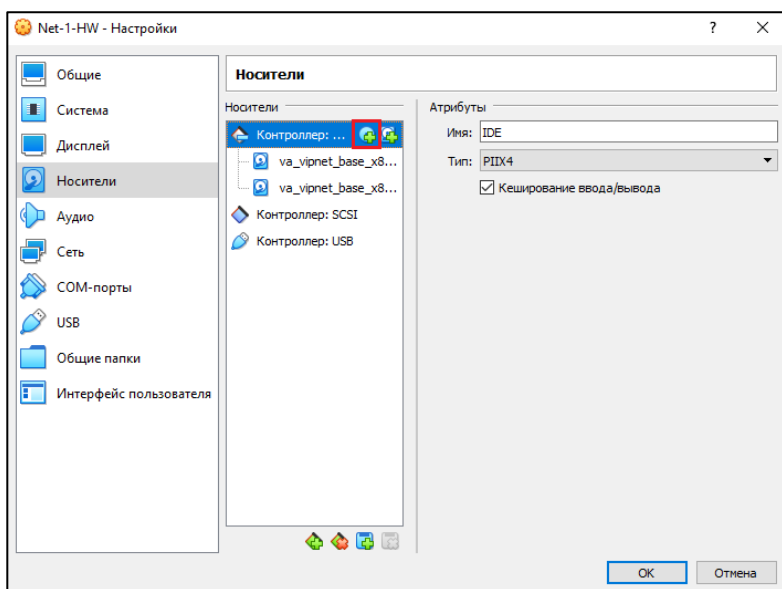 Net-1-HW - Настройки
Общие
Система
Дисплей
Носители
Аудио
Сеть
COM-порты
USB
Общие папки
Интерфейс пользователя
Носители
Носители
Контроллер: ...
va_vipnet_base_x8...
va_vipnet_base_x8...
Контроллер: SCSI
Контроллер: USB
Атрибуты
Имя: IDE
Тип: PIIX4
Кеширование ввода/вывода
OK
Отмена